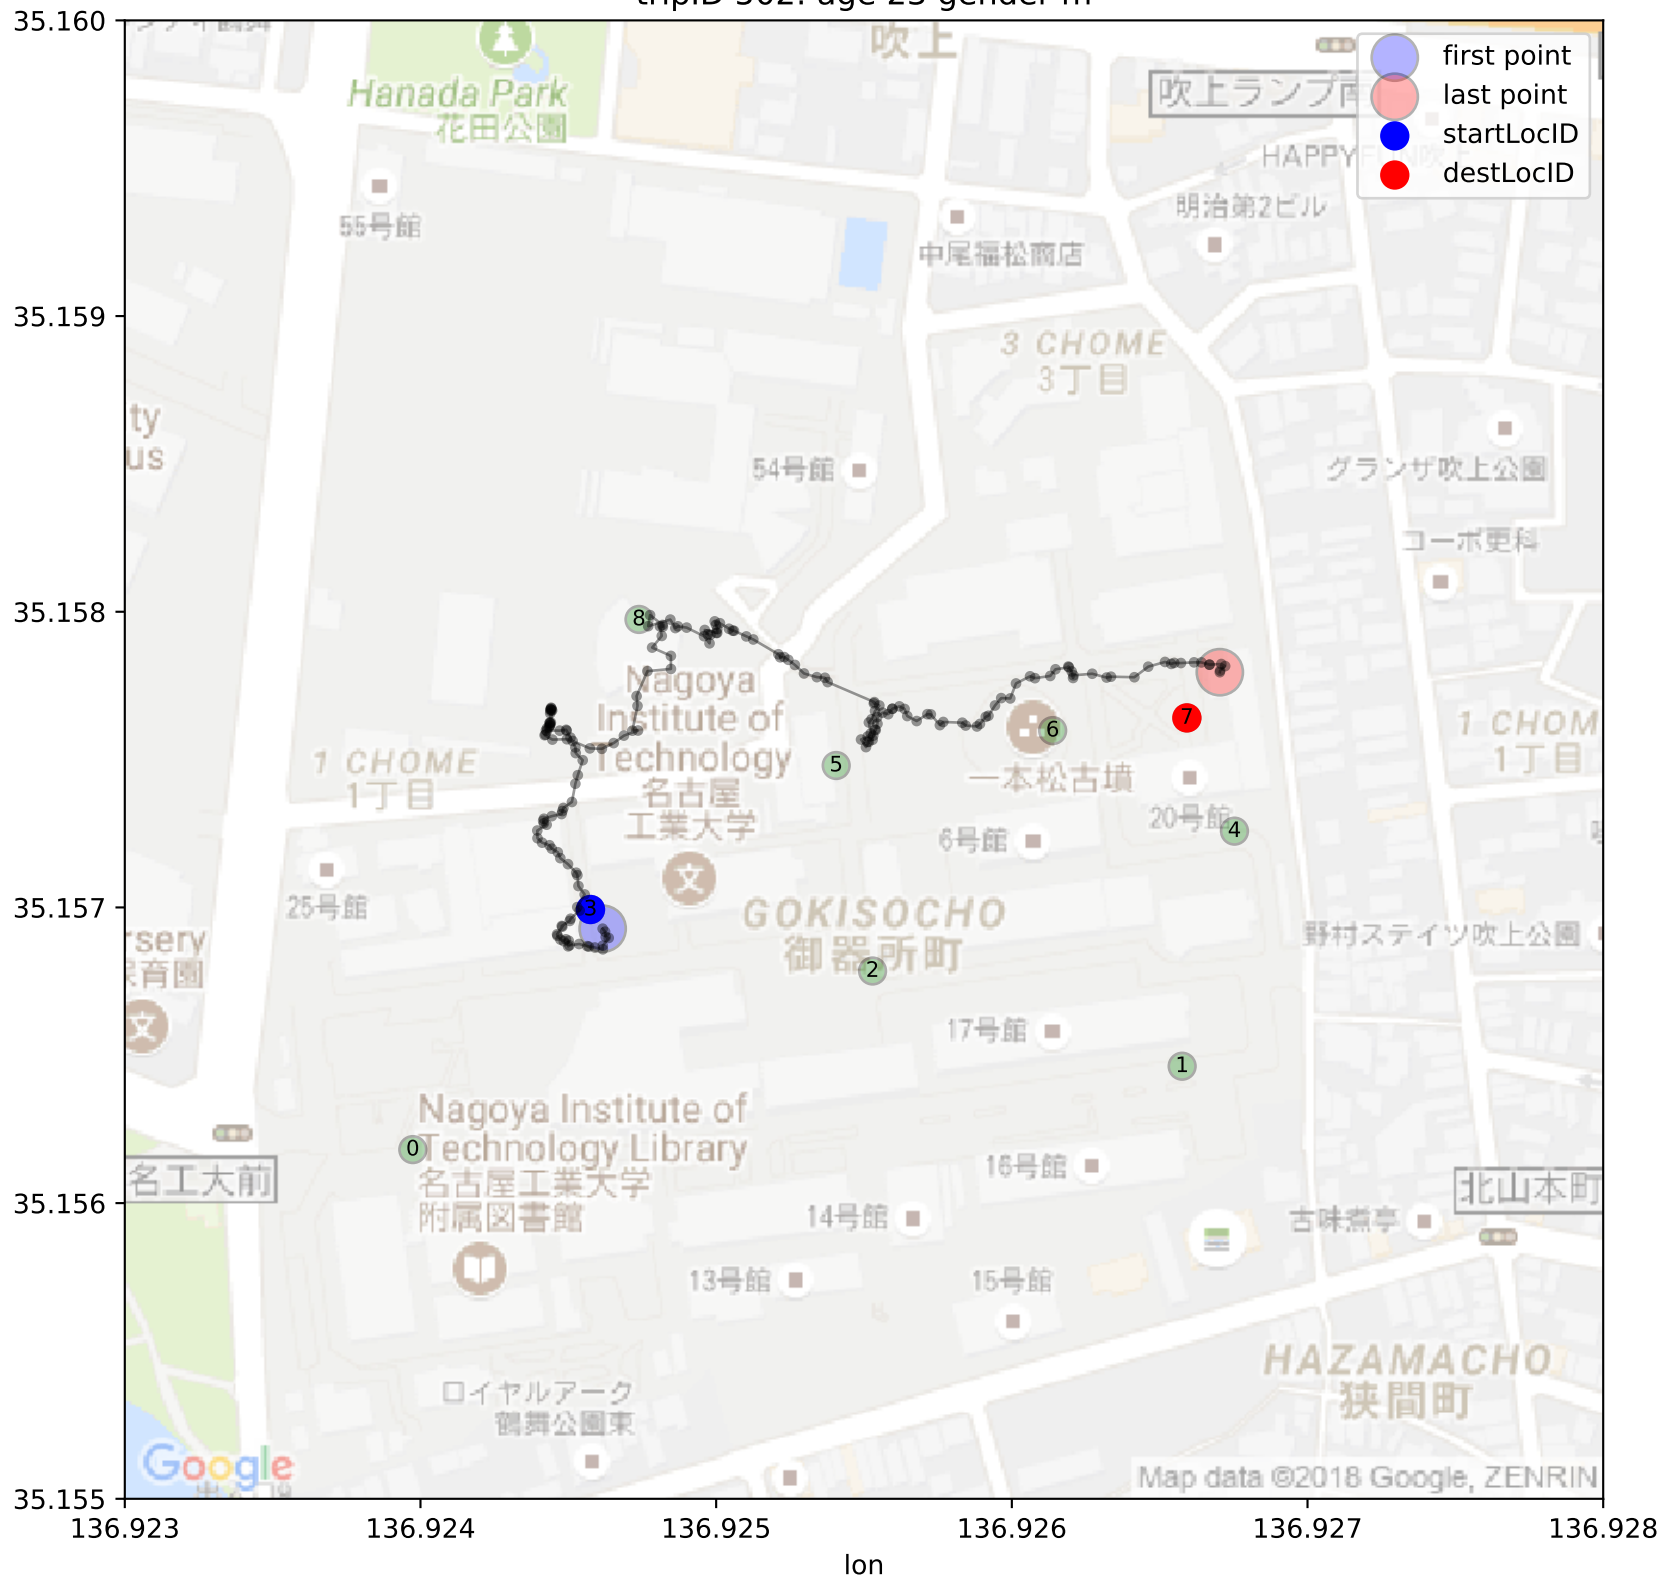 35.160
35.159
35.158
35.157
35.156
35.155
136.923
136.924
136.925
136.926
136.927
136.928
lon
first point
last point
startLocID
destLocID
Hanada Park
花田公園
吹上
吹上ランプ南
HAPPY
55号館
明治第2ビル
中尾福松商店
3 CHOME
3丁目
ty
us
54号館
グランザ吹上公園
コーポ更科
8
Nagoya
Institute of
Technology
名古屋
工業大学
1 CHOME
1丁目
7
6
5
一本松古墳
1 CHOM
1丁目
20号館
4
6号館
25号館
3
GOKISOCHO
御器所町
2
野村ステイツ吹上公園
rsery
保育園
17号館
1
Nagoya Institute of
Technology Library
名古屋工業大学
附属図書館
0
名工大前
16号館
北山本町
14号館
古味煮亭
13号館
15号館
HAZAMACHO
狭間町
ロイヤルアーク
鶴舞公園東
Google
Map data ©2018 Google, ZENRIN